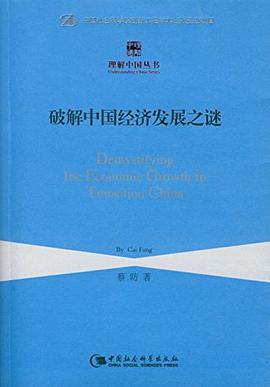 理解中国丛书
Understanding China Series
破解中国经济发展之谜
Demystifying
the Economic Growth in
Transition China
By Cai Fang
蔡昉 著
中国社会科学出版社
CHINA SOCIAL SCIENCES PRESS